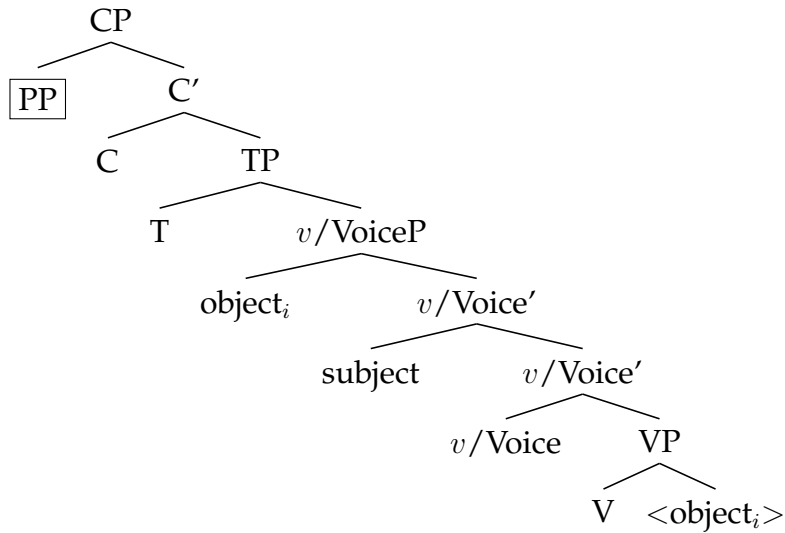 CP
PP C′
C TP
T v/VoiceP
objectᵢ v/Voice′
subject v/Voice′
v/Voice VP
V <objectᵢ>